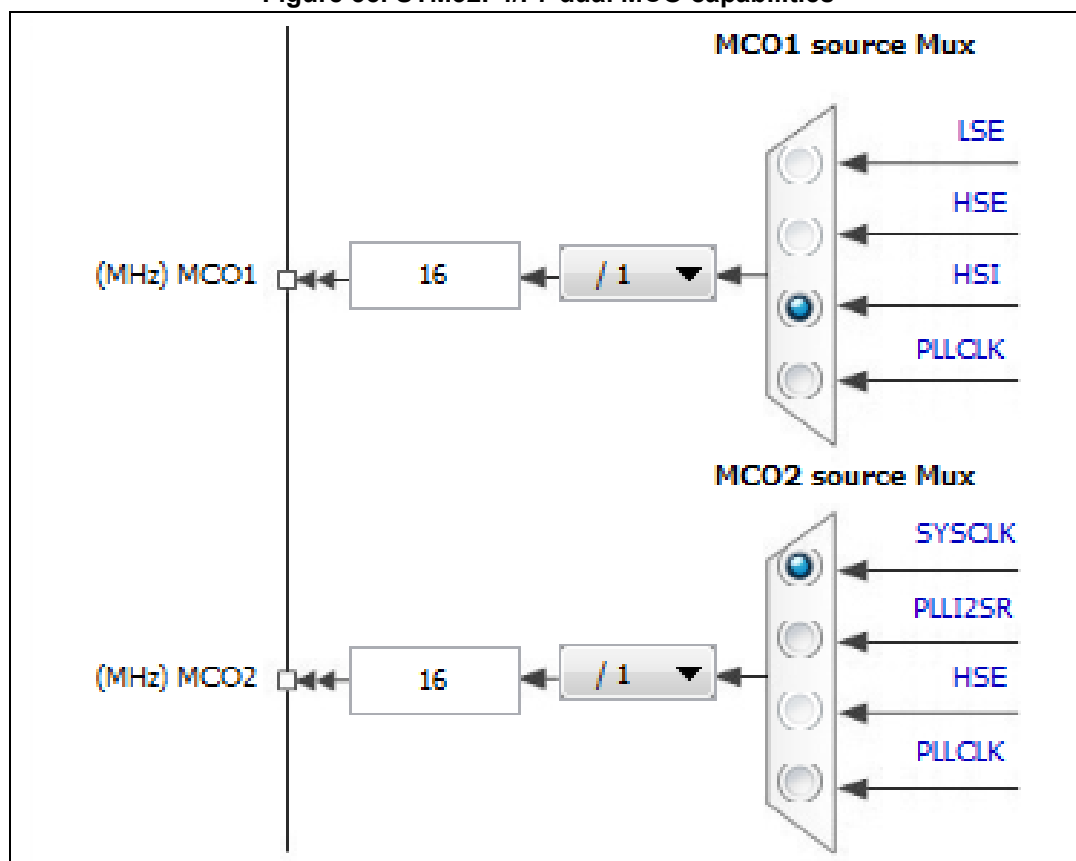 MCO1 source Mux
LSE
HSE
(MHz) MCO1
16
/ 1
HSI
PLLCLK
MCO2 source Mux
SYSCLK
PLLI2SR
(MHz) MCO2
16
/ 1
HSE
PLLCLK